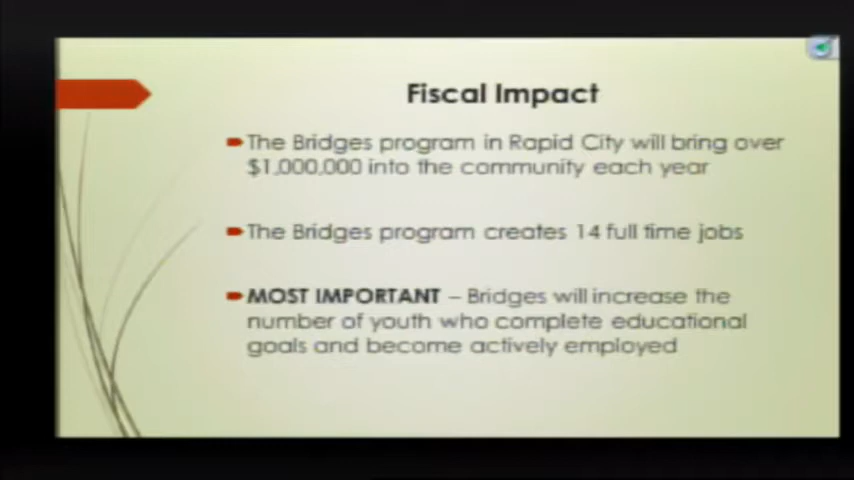 Fiscal Impact
The Bridges program in Rapid City will bring over
$1,000,000 into the community each year
The Bridges program creates 14 full time jobs
MOST IMPORTANT – Bridges will increase the
number of youth who complete educational
goals and become actively employed